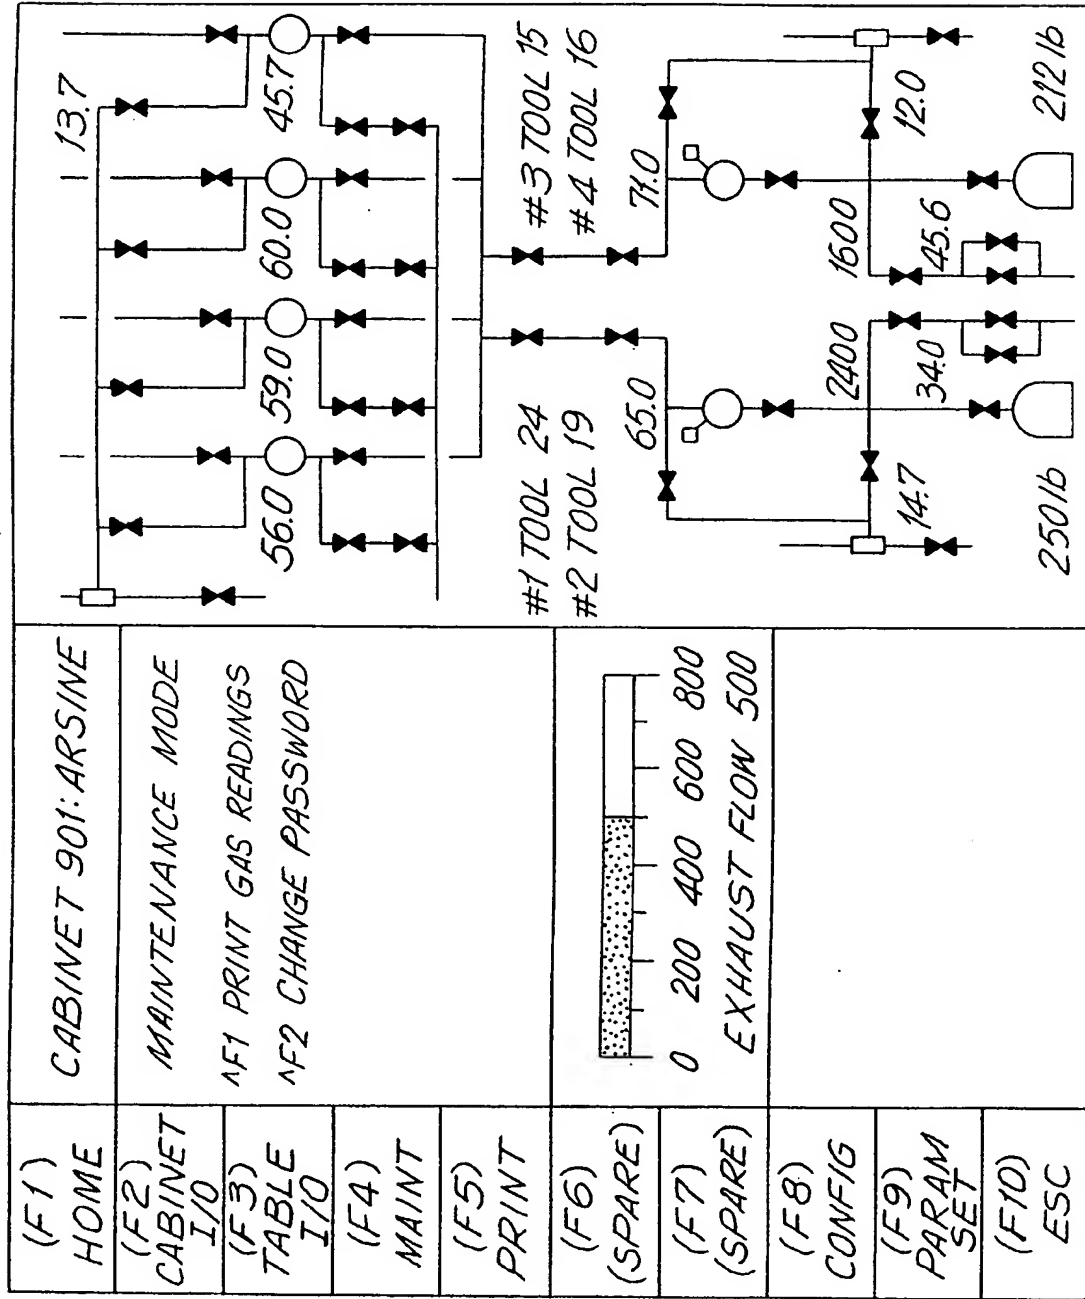 (F1)
HOME
(F2)
CABINET
I/O
(F3)
TABLE
I/O
(F4)
MAINT
(F5)
PRINT
(F6)
(SPARE)
(F7)
(SPARE)
(F8)
CONFIG
(F9)
PARAM
SET
(F10)
ESC
CABINET 901: ARSINE
MAINTENANCE MODE
^F1 PRINT GAS READINGS
^F2 CHANGE PASSWORD
0 200 400 600 800
EXHAUST FLOW 500
13.7
56.0
59.0
60.0
45.7
#1 TOOL 24
#2 TOOL 19
#3 TOOL 15
#4 TOOL 16
65.0
71.0
14.7
2400
34.0
1600
45.6
12.0
250 lb
212 lb